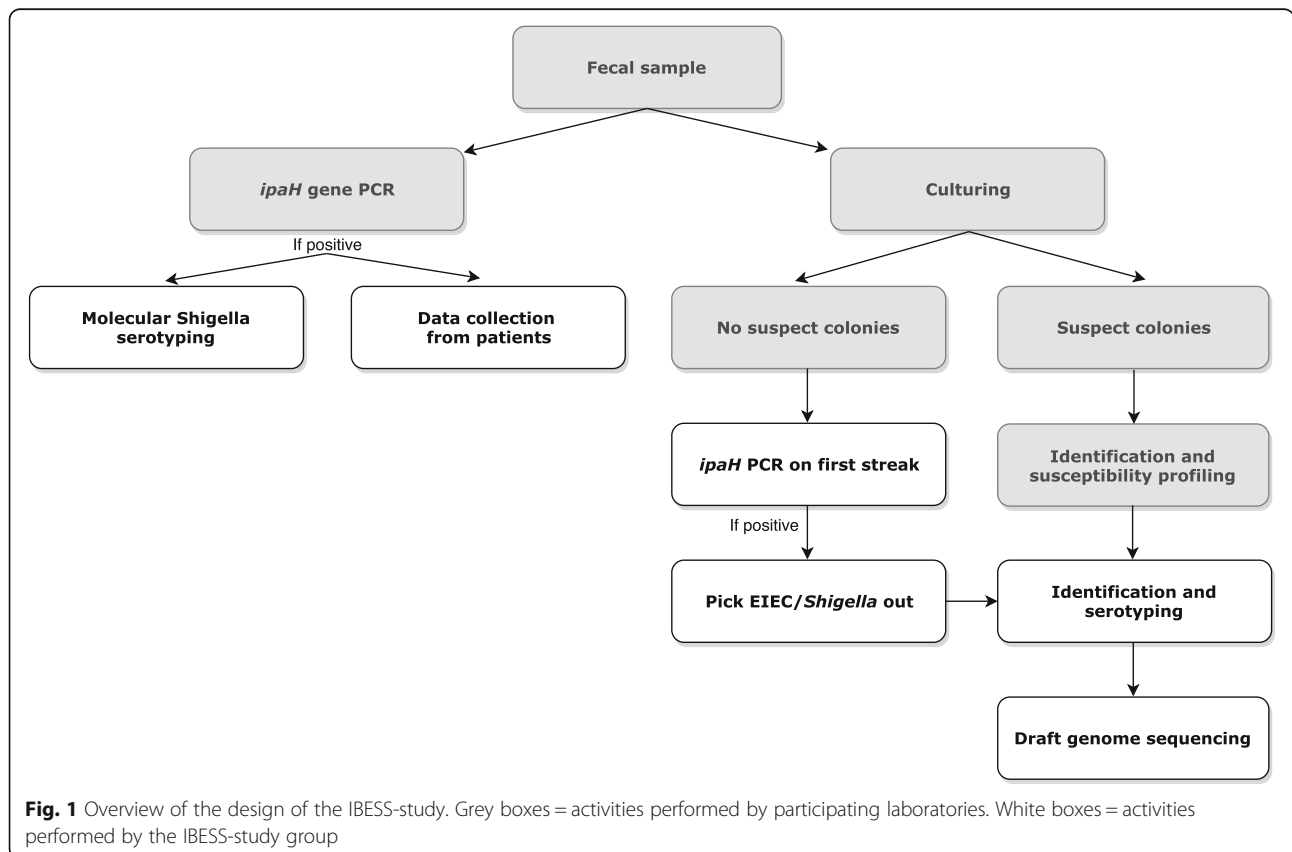 Fecal sample
ipaH gene PCR
Culturing
If positive
Molecular Shigella
serotyping
Data collection
from patients
No suspect colonies
Suspect colonies
ipaH PCR on first streak
Identification and
susceptibility profiling
If positive
Pick EIEC/Shigella out
Identification and
serotyping
Draft genome sequencing
Fig. 1 Overview of the design of the IBESS-study. Grey boxes = activities performed by participating laboratories. White boxes = activities
performed by the IBESS-study group